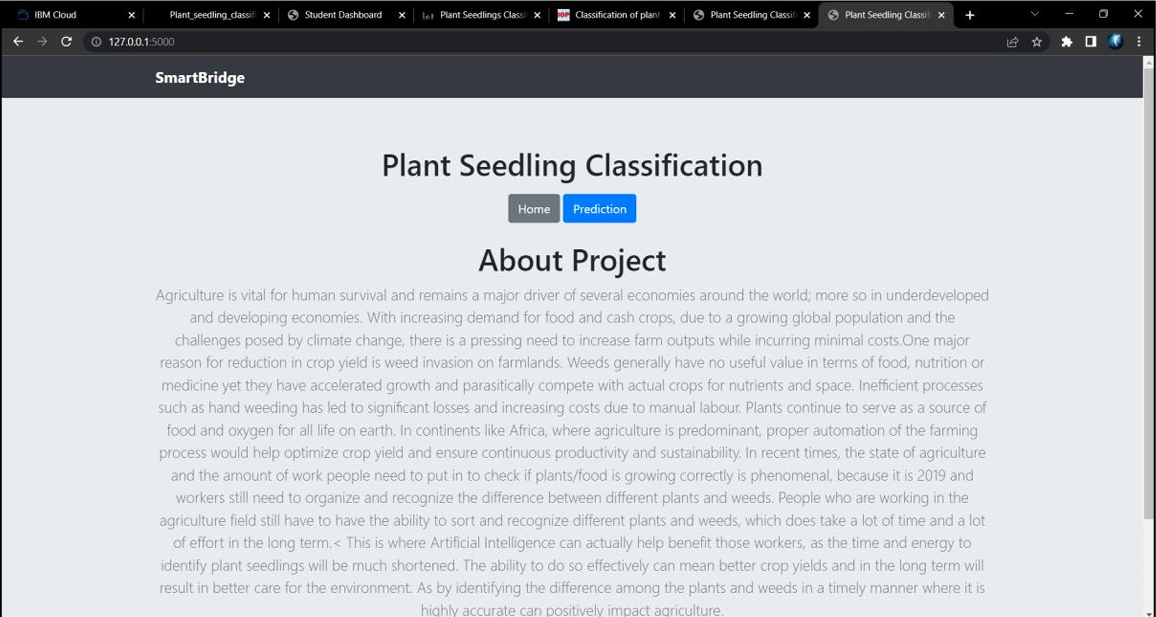 IBM Cloud
Plant_seedling_classifi
Student Dashboard
Plant Seedlings Classi
IOP
Classification of plant
Plant Seedling Classifi
Plant Seedling Classifi
127.0.0.1:5000
SmartBridge
Plant Seedling Classification
Home Prediction
About Project
Agriculture is vital for human survival and remains a major driver of several economies around the world; more so in underdeveloped
and developing economies. With increasing demand for food and cash crops, due to a growing global population and the
challenges posed by climate change, there is a pressing need to increase farm outputs while incurring minimal costs.One major
reason for reduction in crop yield is weed invasion on farmlands. Weeds generally have no useful value in terms of food, nutrition or
medicine yet they have accelerated growth and parasitically compete with actual crops for nutrients and space. Inefficient processes
such as hand weeding has led to significant losses and increasing costs due to manual labour. Plants continue to serve as a source of
food and oxygen for all life on earth. In continents like Africa, where agriculture is predominant, proper automation of the farming
process would help optimize crop yield and ensure continuous productivity and sustainability. In recent times, the state of agriculture
and the amount of work people need to put in to check if plants/food is growing correctly is phenomenal, because it is 2019 and
workers still need to organize and recognize the difference between different plants and weeds. People who are working in the
agriculture field still have to have the ability to sort and recognize different plants and weeds, which does take a lot of time and a lot
of effort in the long term.< This is where Artificial Intelligence can actually help benefit those workers, as the time and energy to
identify plant seedlings will be much shortened. The ability to do so effectively can mean better crop yields and in the long term will
result in better care for the environment. As by identifying the difference among the plants and weeds in a timely manner where it is
highly accurate can positively impact agriculture.